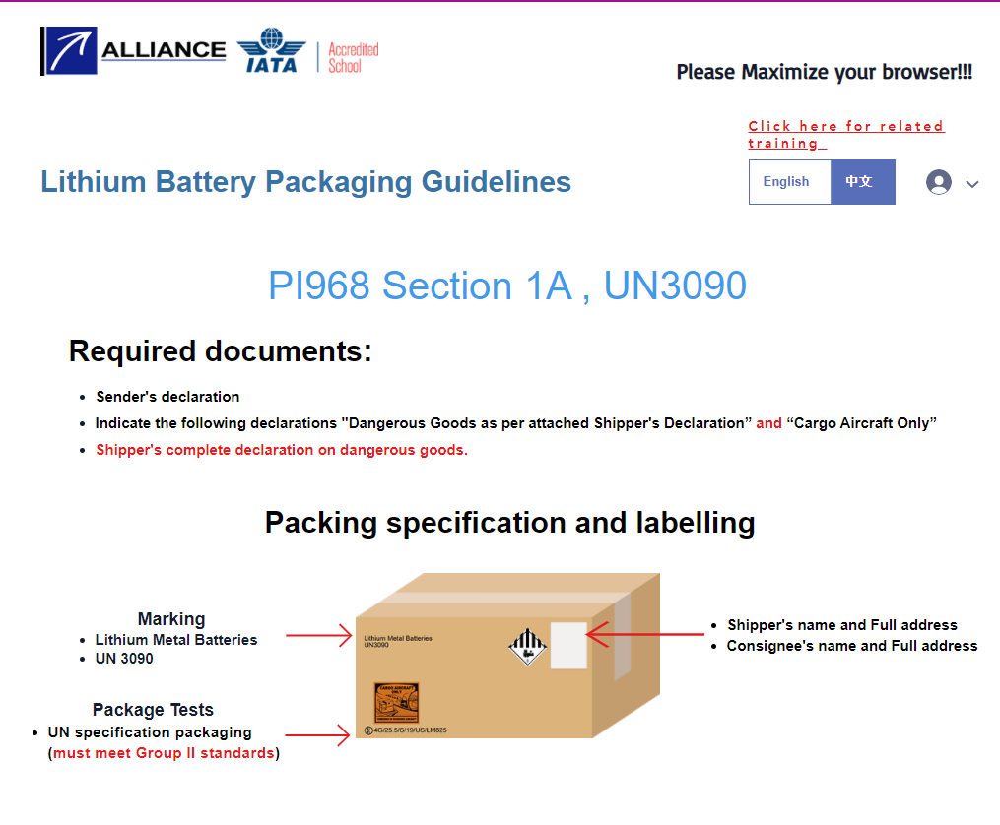 ALLIANCE
IATA
Accredited
School
Please Maximize your browser!!!
Click here for related
training
Lithium Battery Packaging Guidelines
English
中文
PI968 Section 1A , UN3090
Required documents:
Sender's declaration
Indicate the following declarations "Dangerous Goods as per attached Shipper's Declaration” and “Cargo Aircraft Only”
Shipper's complete declaration on dangerous goods.
Packing specification and labelling
Marking
Lithium Metal Batteries
UN 3090
Package Tests
UN specification packaging
(must meet Group II standards)
Lithium Metal Batteries
UN3090
CARGO AIRCRAFT
ONLY
4G/25.5/S/19/US/LM825
Shipper's name and Full address
Consignee's name and Full address